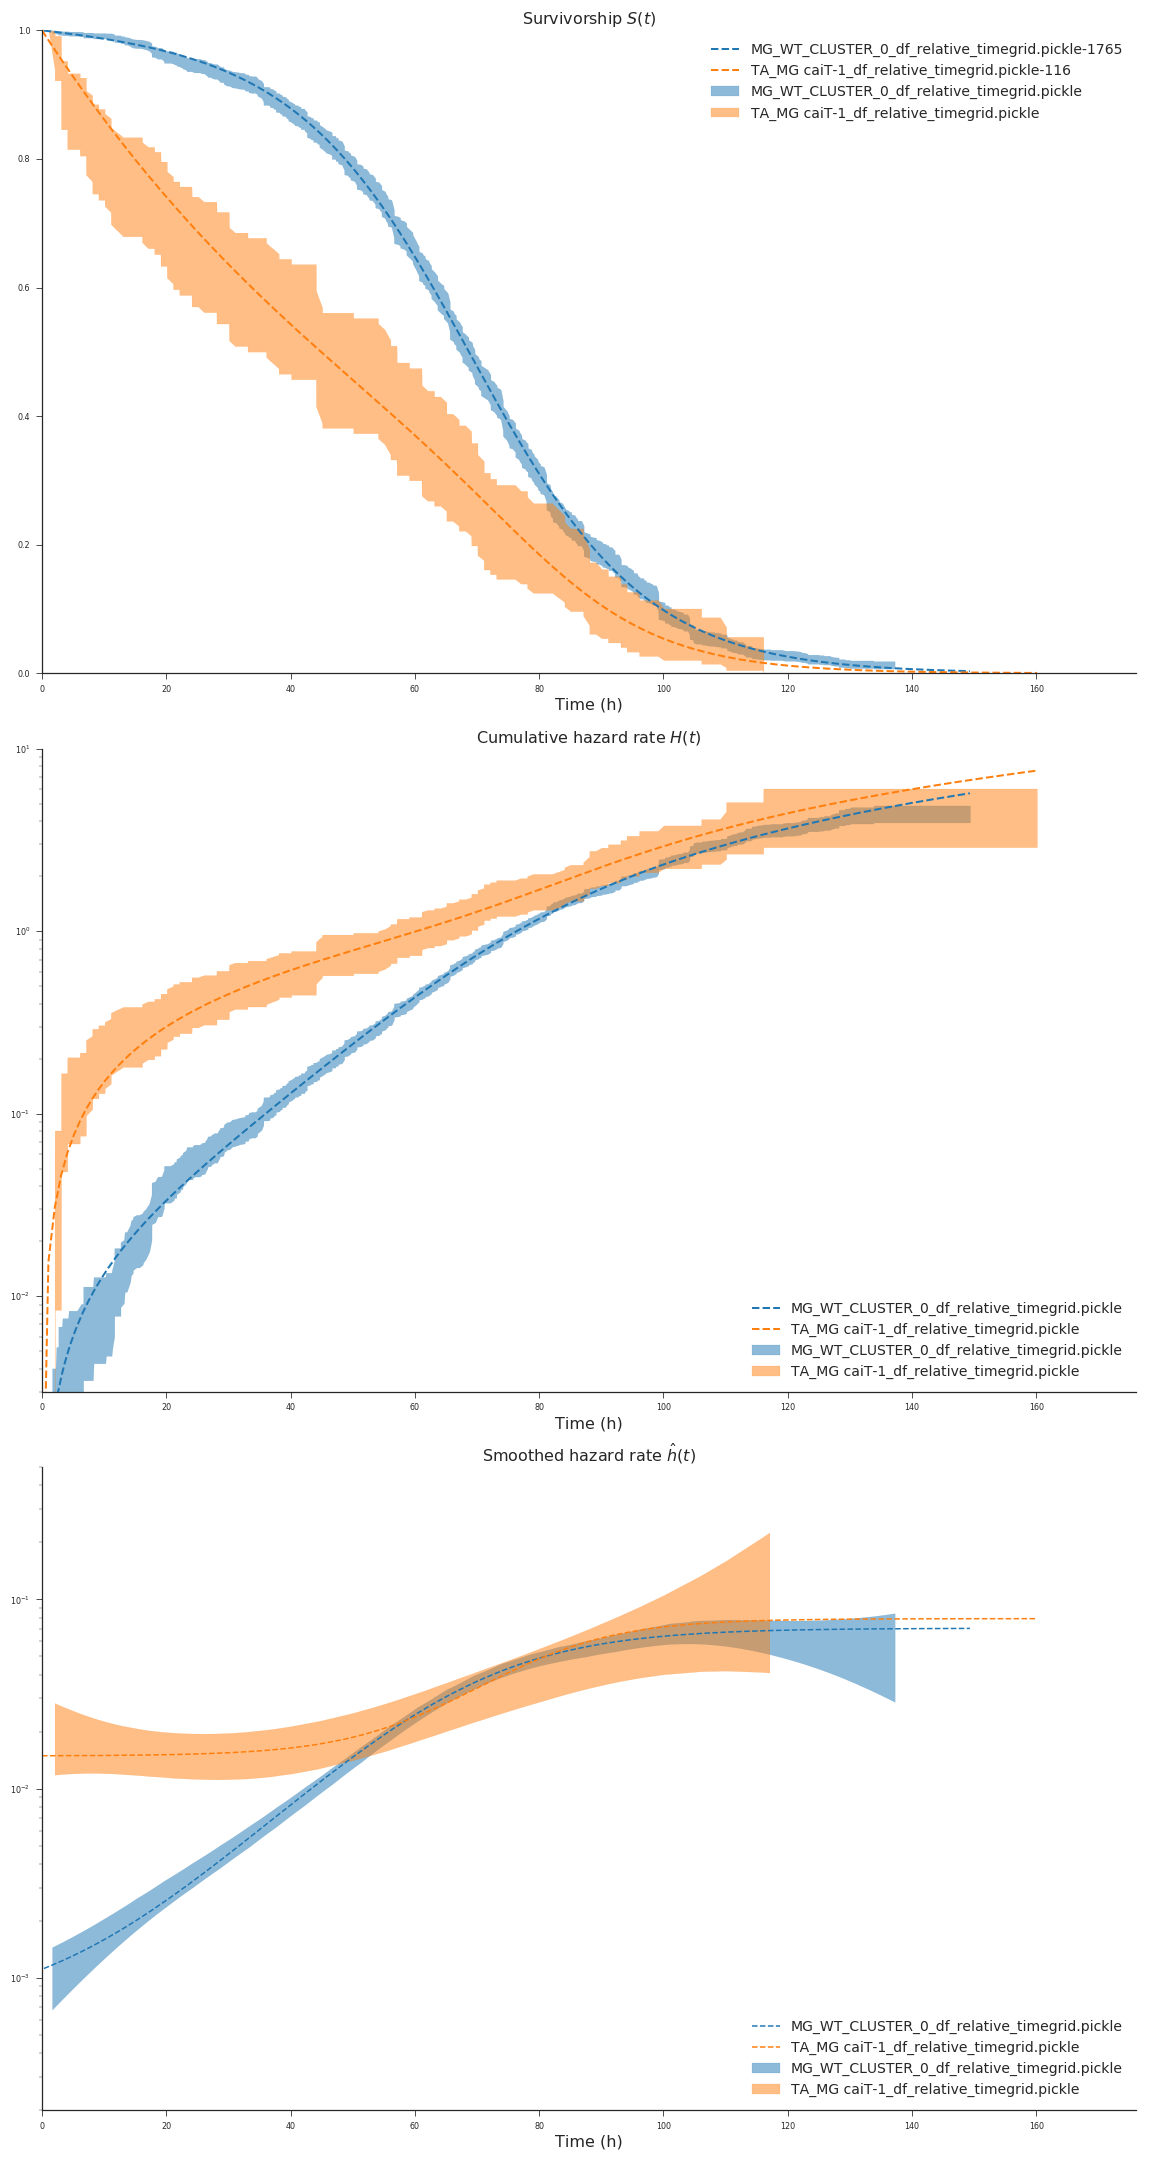 Survivorship S(t)
1.0
0.8
0.6
0.4
0.2
0.0
MG_WT_CLUSTER_0_df_relative_timegrid.pickle-1765
TA_MG caiT-1_df_relative_timegrid.pickle-116
MG_WT_CLUSTER_0_df_relative_timegrid.pickle
TA_MG caiT-1_df_relative_timegrid.pickle
0 20 40 60 80 100 120 140 160
Time (h)
Cumulative hazard rate H(t)
10¹
10⁰
10⁻¹
10⁻²
MG_WT_CLUSTER_0_df_relative_timegrid.pickle
TA_MG caiT-1_df_relative_timegrid.pickle
MG_WT_CLUSTER_0_df_relative_timegrid.pickle
TA_MG caiT-1_df_relative_timegrid.pickle
0 20 40 60 80 100 120 140 160
Time (h)
Smoothed hazard rate ĥ(t)
10⁻¹
10⁻²
10⁻³
MG_WT_CLUSTER_0_df_relative_timegrid.pickle
TA_MG caiT-1_df_relative_timegrid.pickle
MG_WT_CLUSTER_0_df_relative_timegrid.pickle
TA_MG caiT-1_df_relative_timegrid.pickle
0 20 40 60 80 100 120 140 160
Time (h)